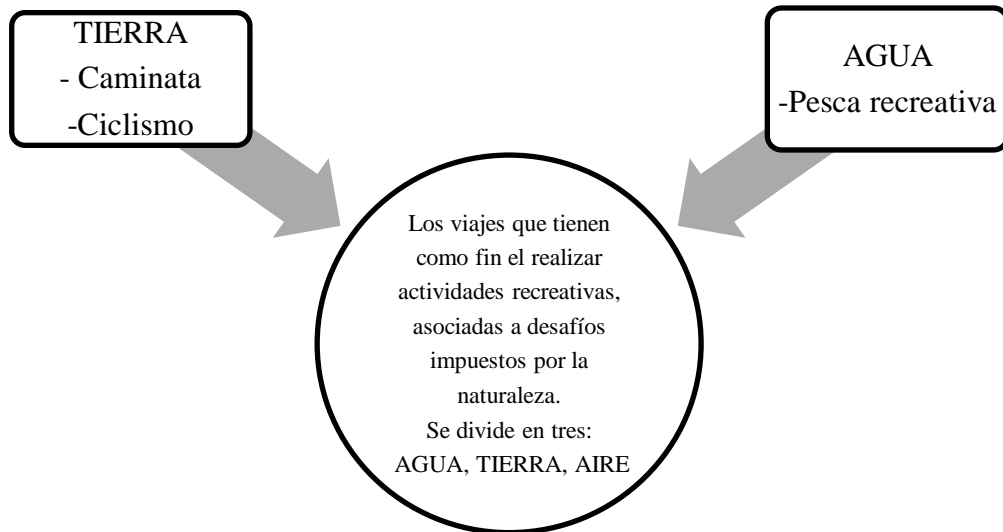 TIERRA
- Caminata
-Ciclismo
AGUA
-Pesca recreativa
Los viajes que tienen
como fin el realizar
actividades recreativas,
asociadas a desafíos
impuestos por la
naturaleza.
Se divide en tres:
AGUA, TIERRA, AIRE